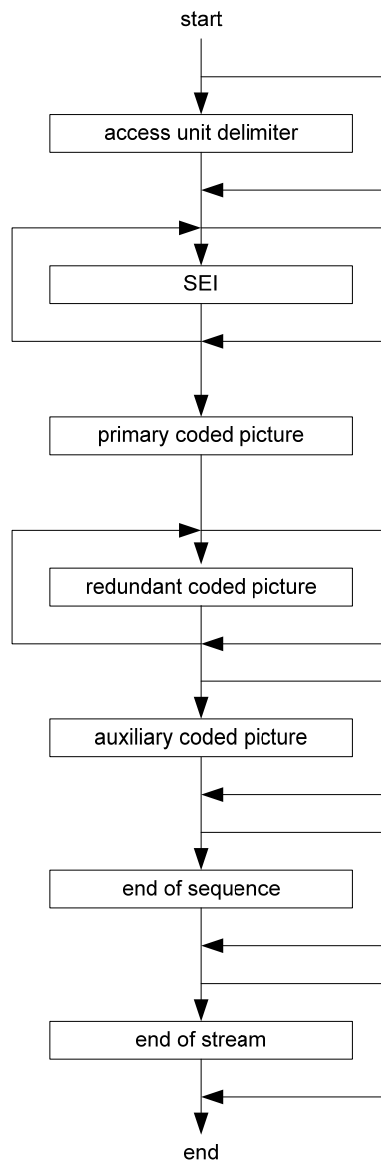 start
access unit delimiter
SEI
primary coded picture
redundant coded picture
auxiliary coded picture
end of sequence
end of stream
end